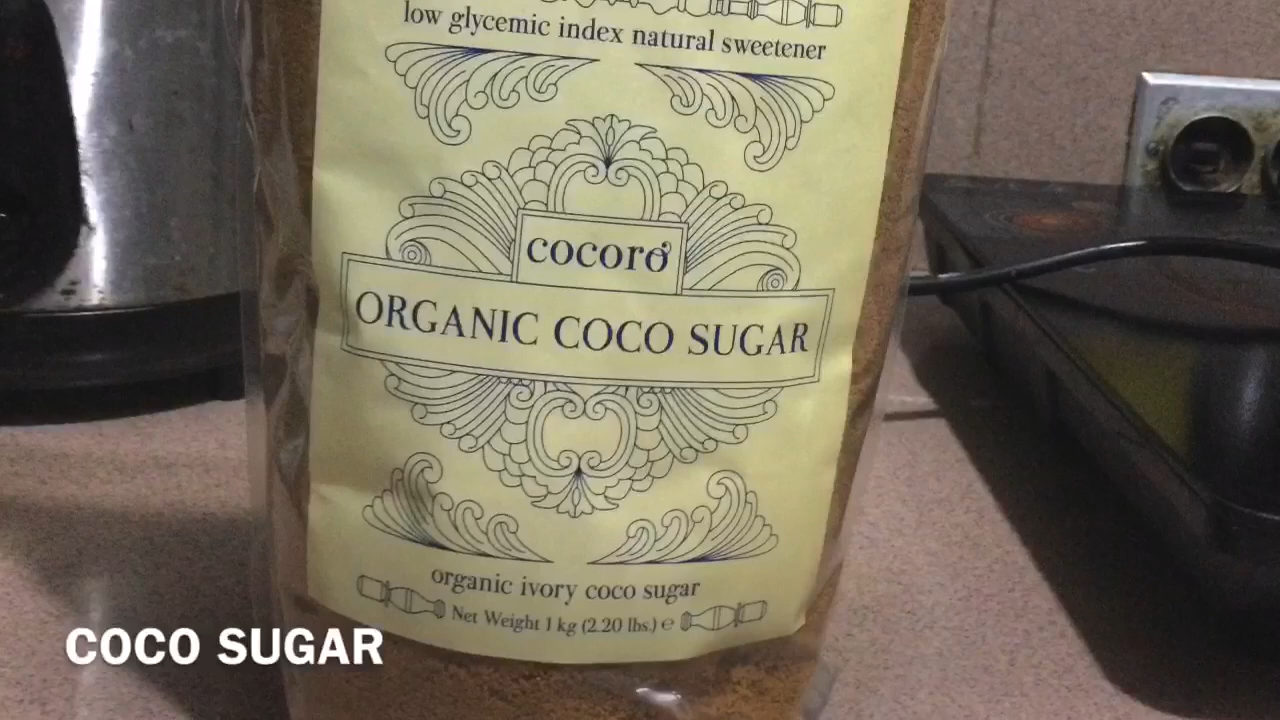 low glycemic index natural sweetener
cocoro
ORGANIC COCO SUGAR
organic ivory coco sugar
Net Weight 1 kg (2.20 lbs.) ℮
COCO SUGAR